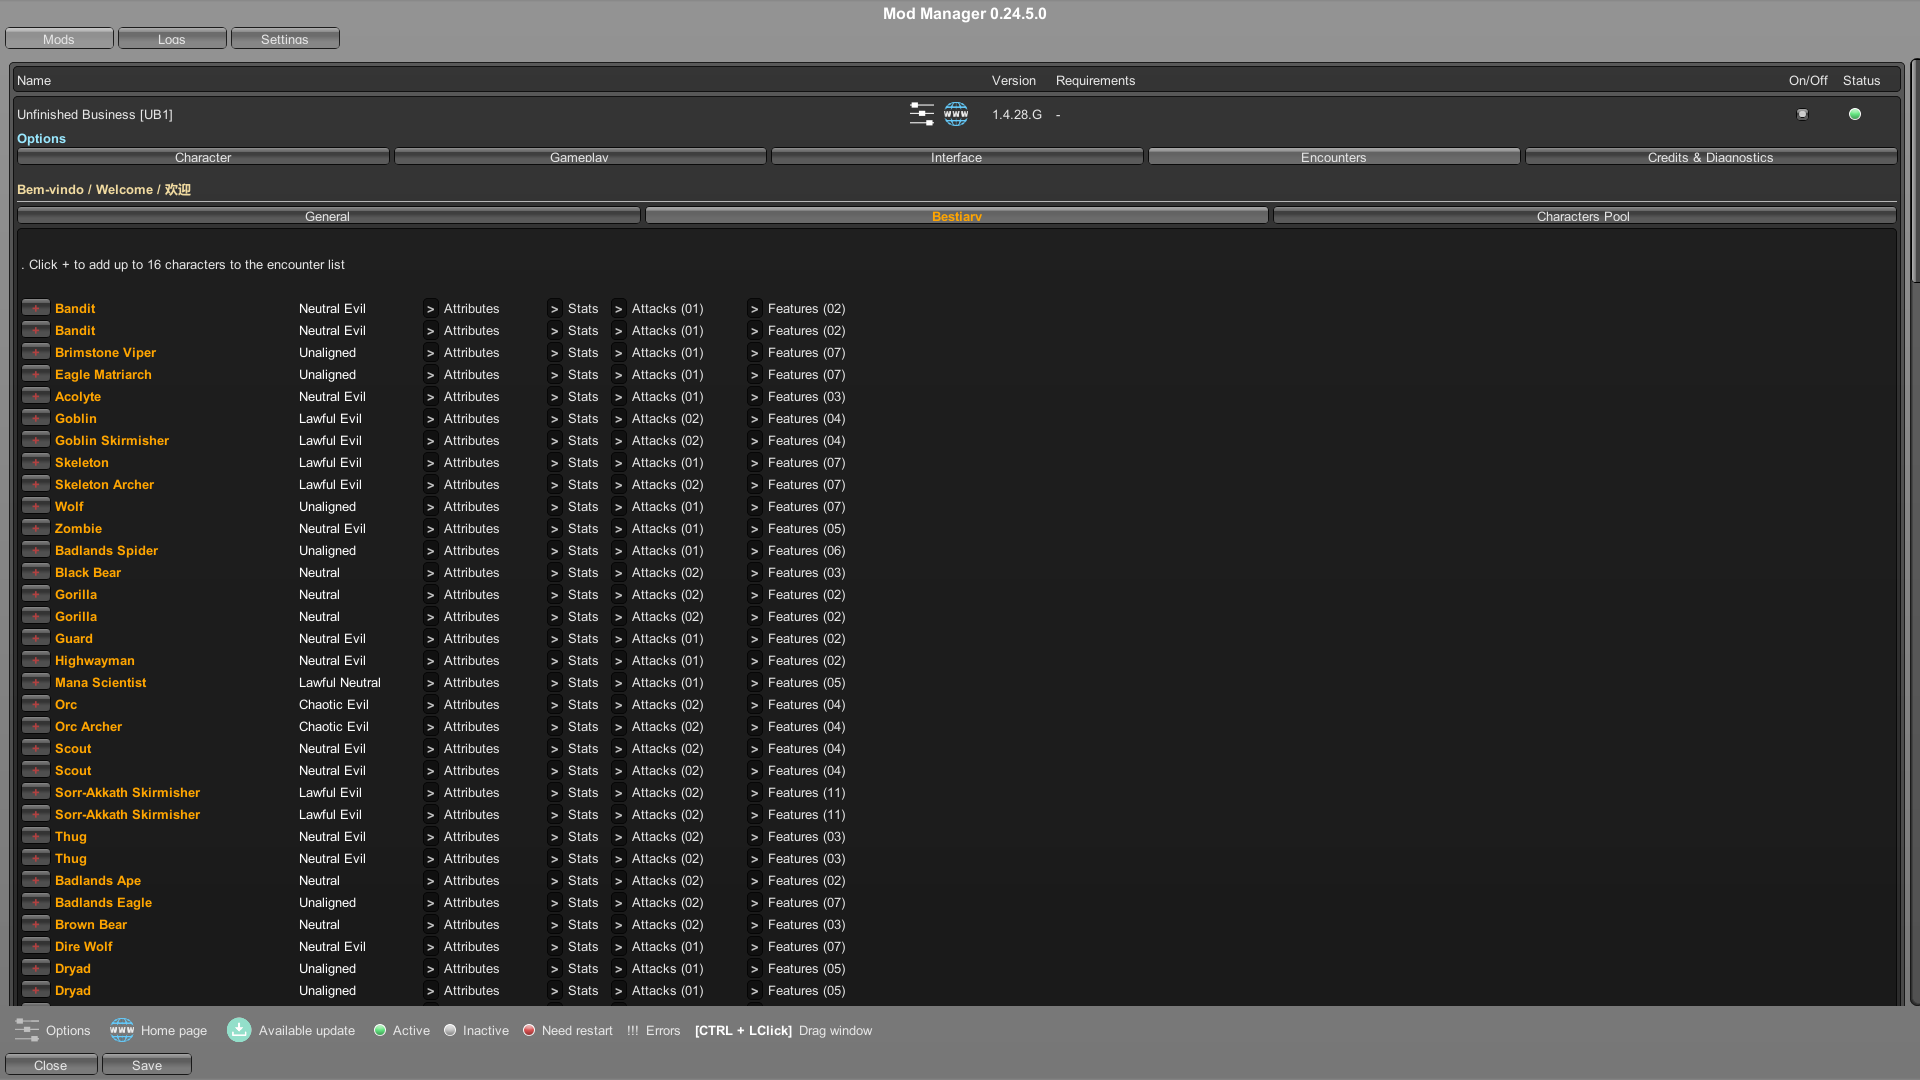 Mod Manager 0.24.5.0
Mods Logs Settings
Name Version Requirements On/Off Status
Unfinished Business [UB1] www 1.4.28.G - 
Options
Character Gameplay Interface Encounters Credits & Diagnostics
Bem-vindo / Welcome / 欢迎
General Bestiary Characters Pool
. Click + to add up to 16 characters to the encounter list
+ Bandit Neutral Evil > Attributes > Stats > Attacks (01) > Features (02)
+ Bandit Neutral Evil > Attributes > Stats > Attacks (01) > Features (02)
+ Brimstone Viper Unaligned > Attributes > Stats > Attacks (01) > Features (07)
+ Eagle Matriarch Unaligned > Attributes > Stats > Attacks (01) > Features (07)
+ Acolyte Neutral Evil > Attributes > Stats > Attacks (01) > Features (03)
+ Goblin Lawful Evil > Attributes > Stats > Attacks (02) > Features (04)
+ Goblin Skirmisher Lawful Evil > Attributes > Stats > Attacks (02) > Features (04)
+ Skeleton Lawful Evil > Attributes > Stats > Attacks (01) > Features (07)
+ Skeleton Archer Lawful Evil > Attributes > Stats > Attacks (02) > Features (07)
+ Wolf Unaligned > Attributes > Stats > Attacks (01) > Features (07)
+ Zombie Neutral Evil > Attributes > Stats > Attacks (01) > Features (05)
+ Badlands Spider Unaligned > Attributes > Stats > Attacks (01) > Features (06)
+ Black Bear Neutral > Attributes > Stats > Attacks (02) > Features (03)
+ Gorilla Neutral > Attributes > Stats > Attacks (02) > Features (02)
+ Gorilla Neutral > Attributes > Stats > Attacks (02) > Features (02)
+ Guard Neutral Evil > Attributes > Stats > Attacks (01) > Features (02)
+ Highwayman Neutral Evil > Attributes > Stats > Attacks (01) > Features (02)
+ Mana Scientist Lawful Neutral > Attributes > Stats > Attacks (01) > Features (05)
+ Orc Chaotic Evil > Attributes > Stats > Attacks (02) > Features (04)
+ Orc Archer Chaotic Evil > Attributes > Stats > Attacks (02) > Features (04)
+ Scout Neutral Evil > Attributes > Stats > Attacks (02) > Features (04)
+ Scout Neutral Evil > Attributes > Stats > Attacks (02) > Features (04)
+ Sorr-Akkath Skirmisher Lawful Evil > Attributes > Stats > Attacks (02) > Features (11)
+ Sorr-Akkath Skirmisher Lawful Evil > Attributes > Stats > Attacks (02) > Features (11)
+ Thug Neutral Evil > Attributes > Stats > Attacks (02) > Features (03)
+ Thug Neutral Evil > Attributes > Stats > Attacks (02) > Features (03)
+ Badlands Ape Neutral > Attributes > Stats > Attacks (02) > Features (02)
+ Badlands Eagle Unaligned > Attributes > Stats > Attacks (02) > Features (07)
+ Brown Bear Neutral > Attributes > Stats > Attacks (02) > Features (03)
+ Dire Wolf Neutral Evil > Attributes > Stats > Attacks (01) > Features (07)
+ Dryad Unaligned > Attributes > Stats > Attacks (01) > Features (05)
+ Dryad Unaligned > Attributes > Stats > Attacks (01) > Features (05)
Options www Home page Available update Active Inactive Need restart !!! Errors [CTRL + LClick] Drag window
Close Save